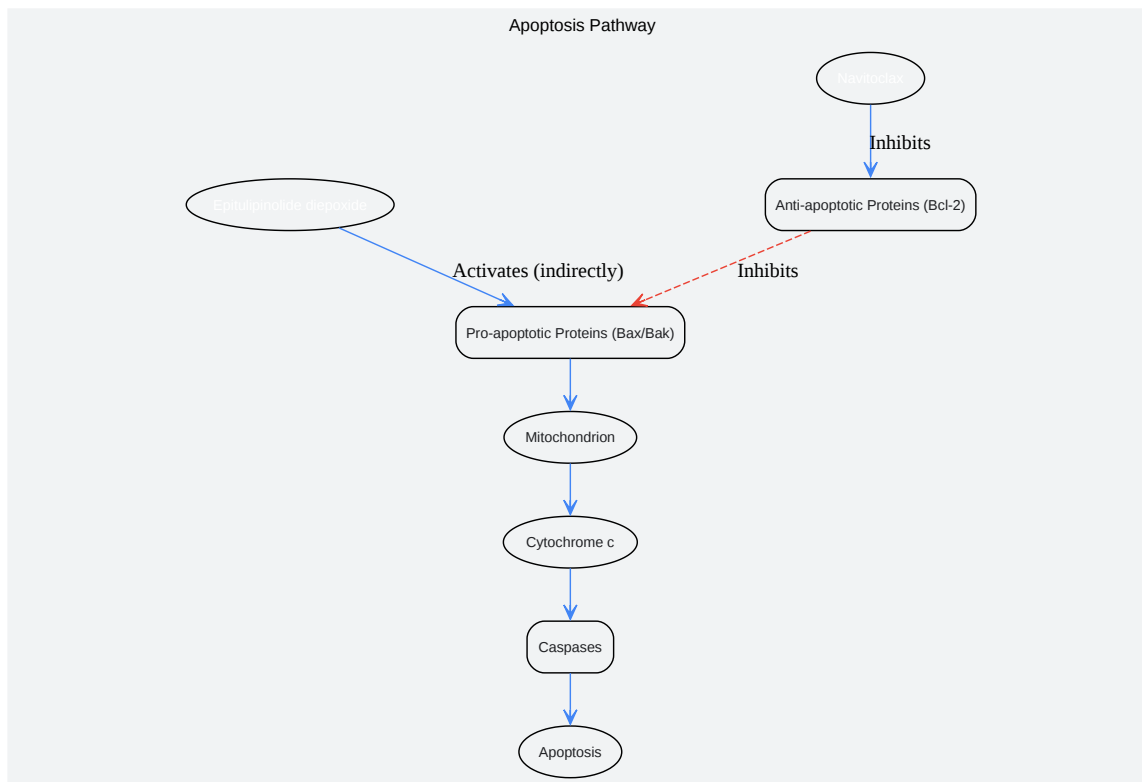 Apoptosis Pathway
Navitoclax
Inhibits
Epitulipinolide diepoxide
Anti-apoptotic Proteins (Bcl-2)
Activates (indirectly)
Inhibits
Pro-apoptotic Proteins (Bax/Bak)
Mitochondrion
Cytochrome c
Caspases
Apoptosis